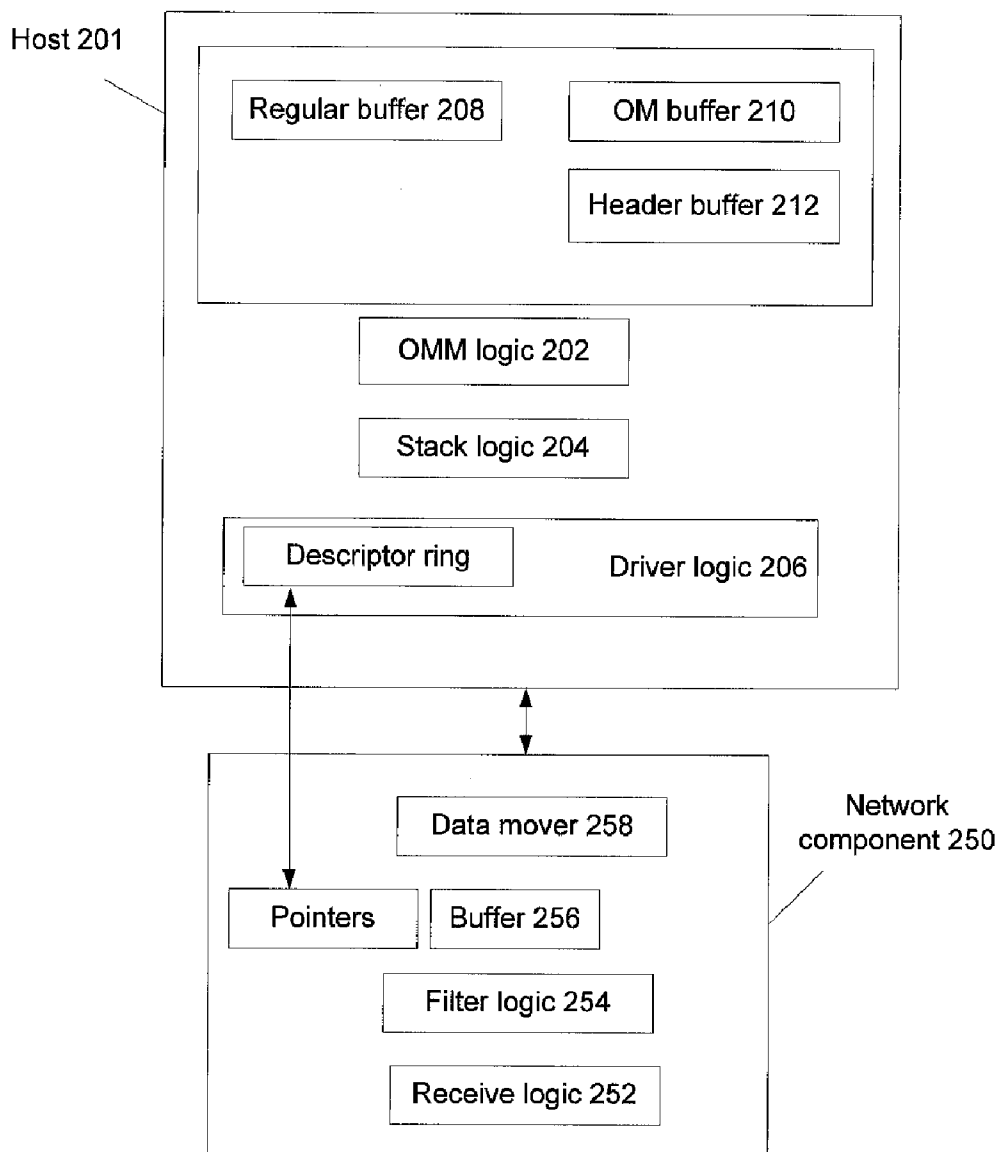 Host 201
Regular buffer 208
OM buffer 210
Header buffer 212
OMM logic 202
Stack logic 204
Descriptor ring
Driver logic 206
Data mover 258
Network
component 250
Pointers
Buffer 256
Filter logic 254
Receive logic 252